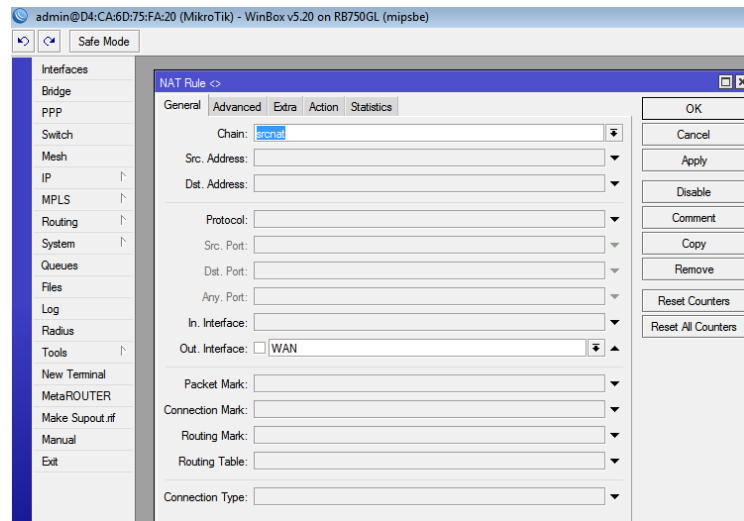 admin@D4:CA:6D:75:FA:20 (MikroTik) - WinBox v5.20 on RB750GL (mipsbe)
Safe Mode
Interfaces
Bridge
PPP
Switch
Mesh
IP
MPLS
Routing
System
Queues
Files
Log
Radius
Tools
New Terminal
MetaROUTER
Make Supout.rif
Manual
Exit
NAT Rule <>
General Advanced Extra Action Statistics
Chain: srcnat
Src. Address:
Dst. Address:
Protocol:
Src. Port:
Dst. Port:
Any. Port:
In. Interface:
Out. Interface: WAN
Packet Mark:
Connection Mark:
Routing Mark:
Routing Table:
Connection Type:
OK
Cancel
Apply
Disable
Comment
Copy
Remove
Reset Counters
Reset All Counters